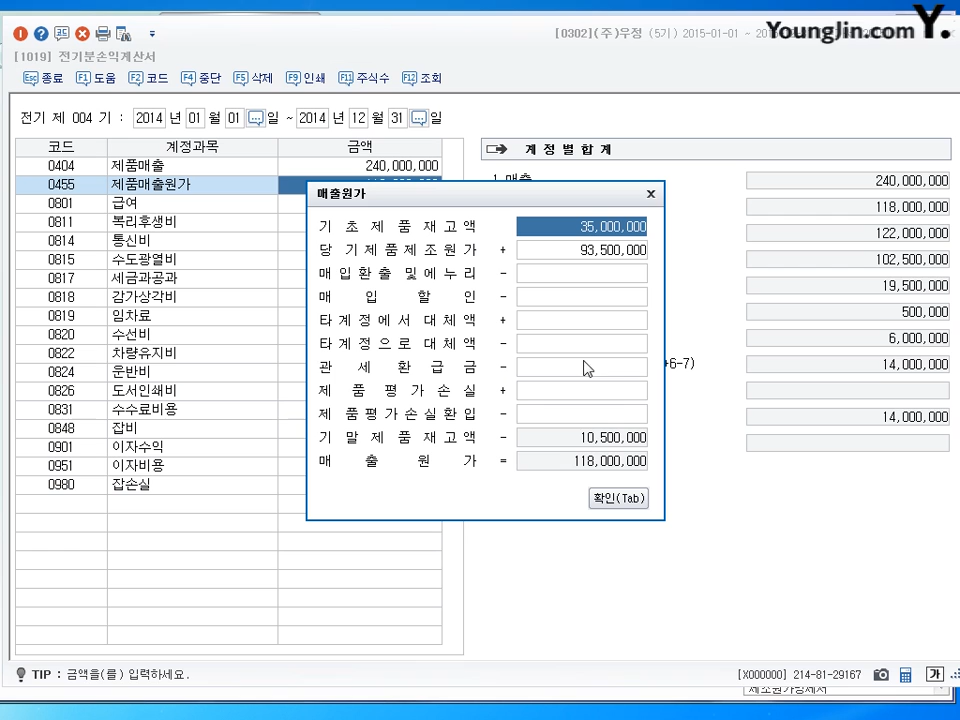 Younglin.com Y.
[0302](주)우정 (5기) 2015-01-01 ~
[1019] 전기분손익계산서
Esc 종료 F1 도움 F2 코드 F4 중단 F5 삭제 F9 인쇄 F11 주식수 F12 조회
전기 제 004 기 : 2014 년 01 월 01 일 ~ 2014 년 12 월 31 일
코드 계정과목 금액
0404 제품매출 240,000,000
0455 제품매출원가
0801 급여
0811 복리후생비
0814 통신비
0815 수도광열비
0817 세금과공과
0818 감가상각비
0819 임차료
0820 수선비
0822 차량유지비
0824 운반비
0826 도서인쇄비
0831 수수료비용
0848 잡비
0901 이자수익
0951 이자비용
0980 잡손실
매출원가 x
기 초 제 품 재 고 액 35,000,000
당 기 제 품 제 조 원 가 + 93,500,000
매 입 환 출 및 에 누 리 -
매 입 할 인 -
타 계 정 에 서 대 체 액 +
타 계 정 으 로 대 체 액 -
관 세 환 급 금 -
제 품 평 가 손 실 +
제 품 평 가 손 실 환 입 -
기 말 제 품 재 고 액 - 10,500,000
매 출 원 가 = 118,000,000
확인(Tab)
계 정 별 합 계
1.매출 240,000,000
118,000,000
122,000,000
102,500,000
19,500,000
500,000
6,000,000
+6-7) 14,000,000
14,000,000
TIP : 금액을(를) 입력하세요.
[X000000] 214-81-29167 가
제조원가명세서